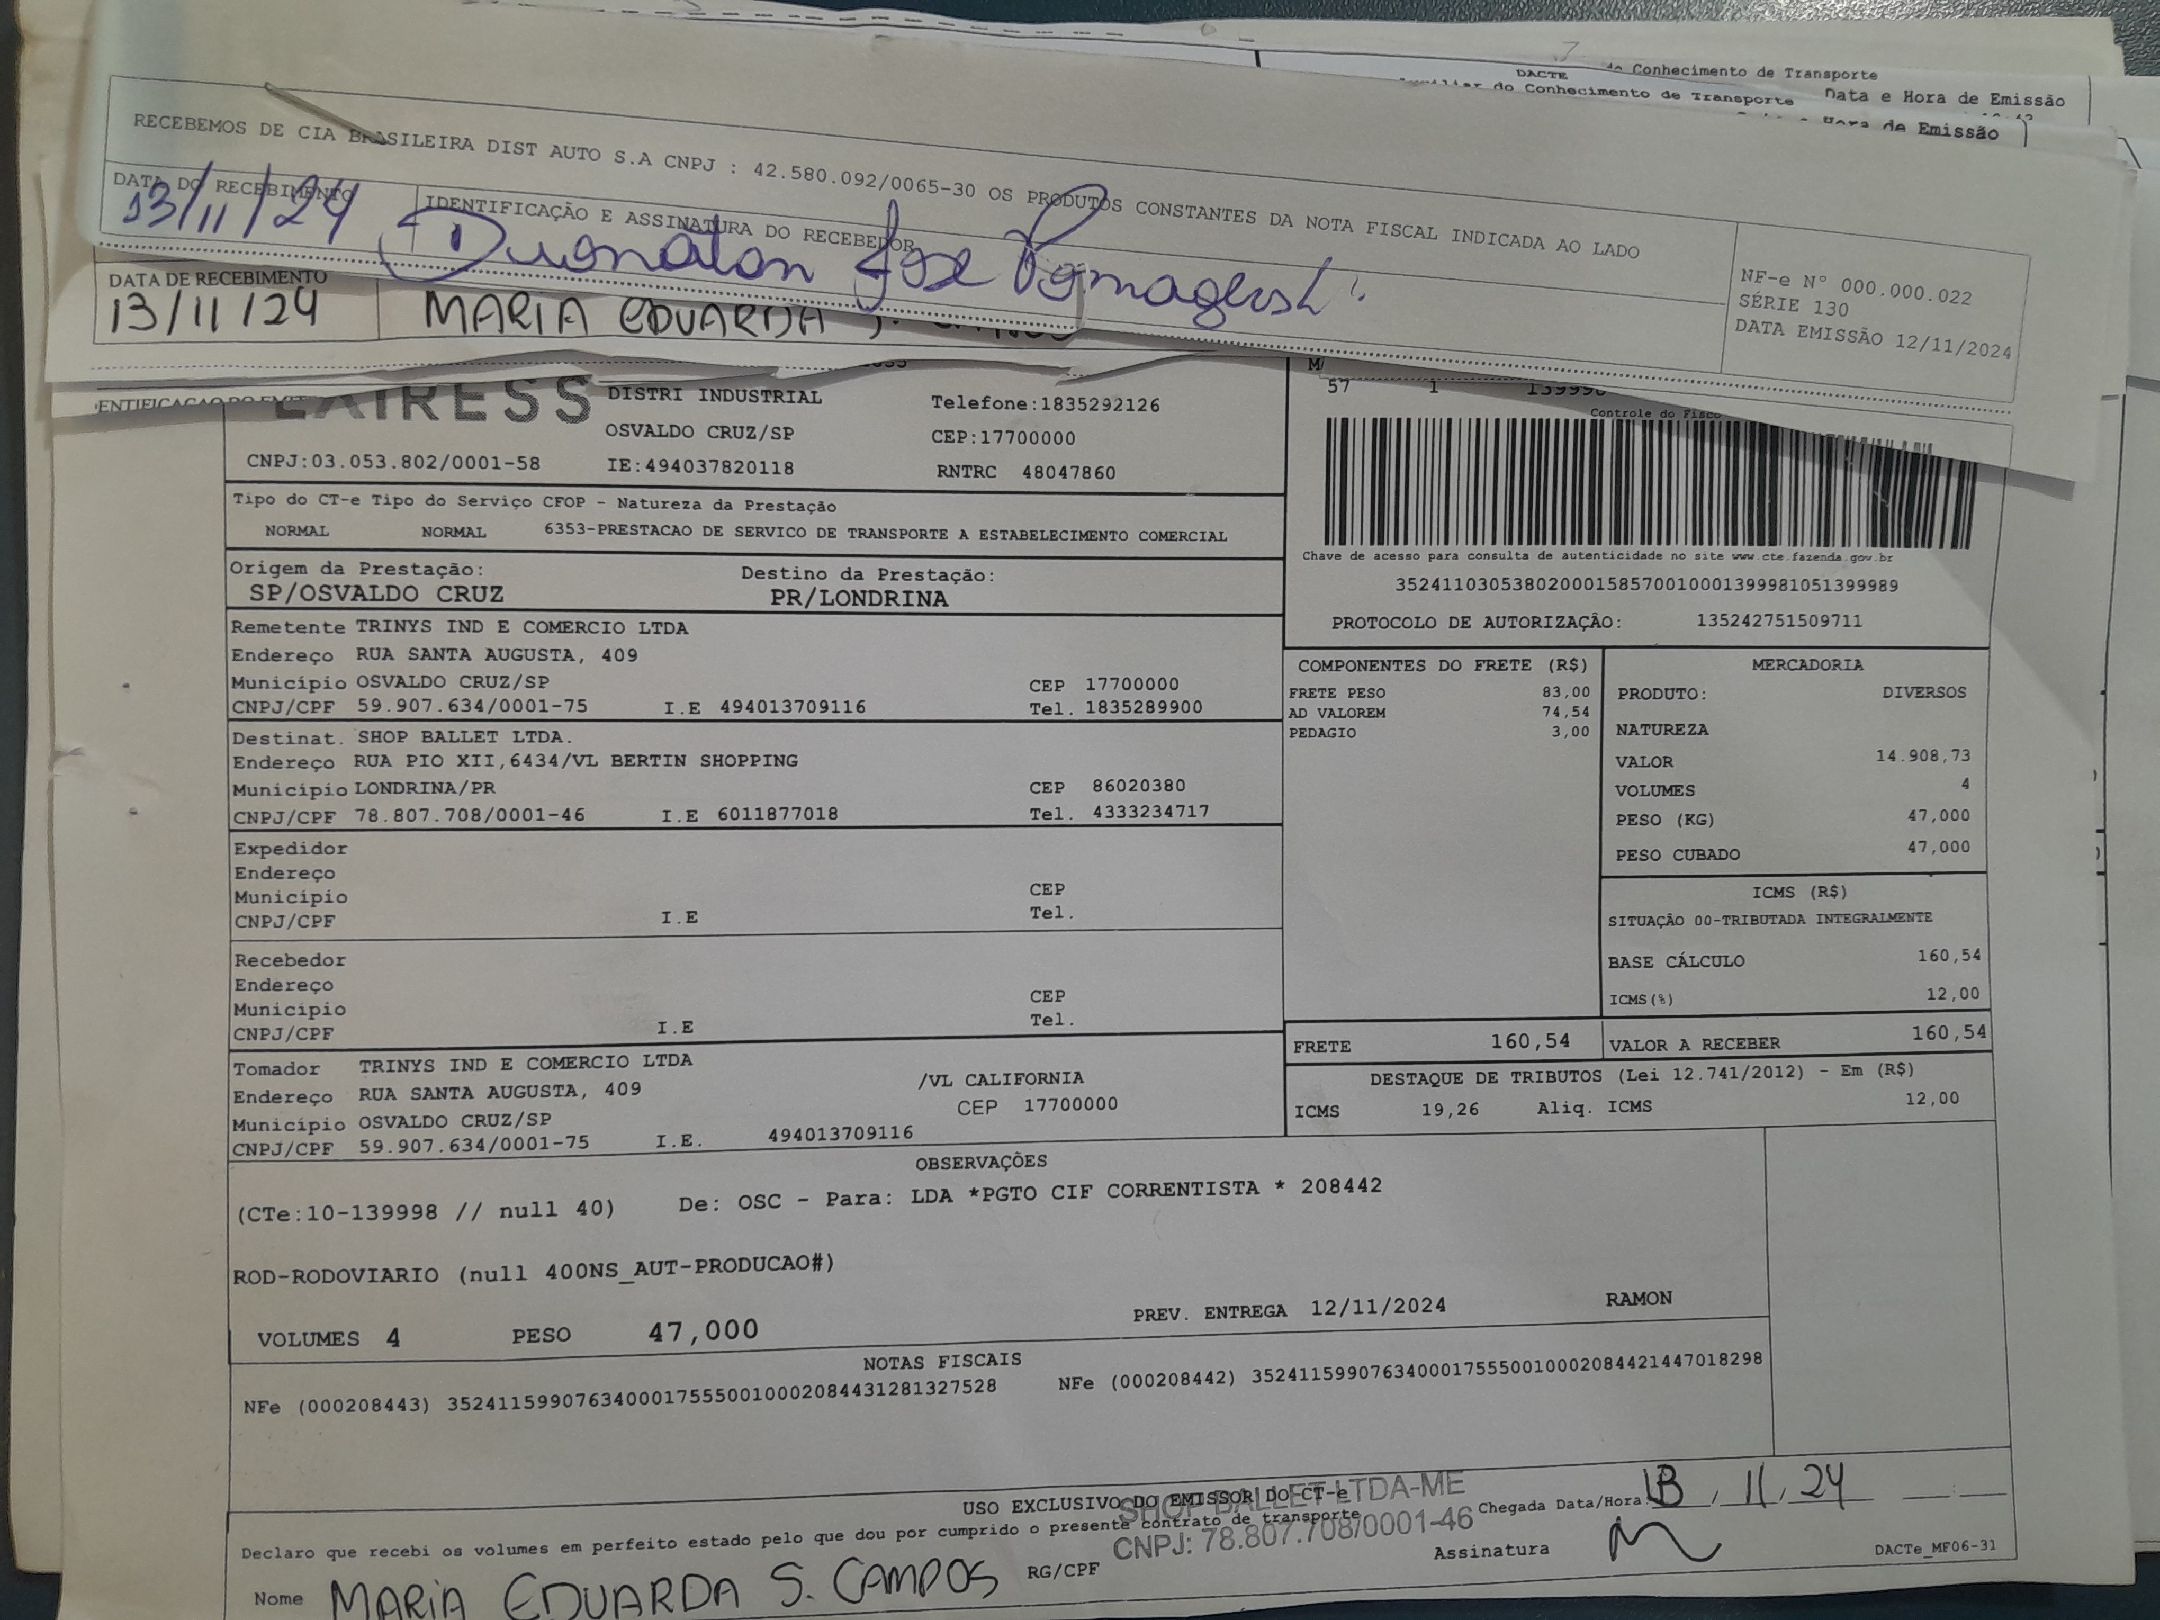 de Conhecimento de Transporte
DACTE
do Conhecimento de Transporte
Data e Hora de Emissão
Hora de Emissão
RECEBEMOS DE CIA BRASILEIRA DIST AUTO S.A CNPJ : 42.580.092/0065-30 OS PRODUTOS CONSTANTES DA NOTA FISCAL INDICADA AO LADO
DATA DO RECEBIMENTO IDENTIFICAÇÃO E ASSINATURA DO RECEBEDOR
13/11/24
NF-e Nº 000.000.022
SÉRIE 130
DATA EMISSÃO 12/11/2024
DATA DE RECEBIMENTO
13/11/24 MARIA EDUARDA S.
DISTRI INDUSTRIAL Telefone:1835292126
57 1
Controle do Fisco
OSVALDO CRUZ/SP CEP:17700000
CNPJ:03.053.802/0001-58 IE:494037820118 RNTRC 48047860
Tipo do CT-e Tipo do Serviço CFOP - Natureza da Prestação
NORMAL NORMAL 6353-PRESTACAO DE SERVICO DE TRANSPORTE A ESTABELECIMENTO COMERCIAL
Chave de acesso para consulta de autenticidade no site www.cte.fazenda.gov.br
35241103053802000158570010001399981051399989
PROTOCOLO DE AUTORIZAÇÃO: 135242751509711
Origem da Prestação: Destino da Prestação:
SP/OSVALDO CRUZ PR/LONDRINA
Remetente TRINYS IND E COMERCIO LTDA
Endereço RUA SANTA AUGUSTA, 409
Município OSVALDO CRUZ/SP CEP 17700000
CNPJ/CPF 59.907.634/0001-75 I.E 494013709116 Tel. 1835289900
Destinat. SHOP BALLET LTDA.
Endereço RUA PIO XII,6434/VL BERTIN SHOPPING
Município LONDRINA/PR CEP 86020380
CNPJ/CPF 78.807.708/0001-46 I.E 6011877018 Tel. 4333234717
Expedidor
Endereço
Município CEP
CNPJ/CPF I.E Tel.
Recebedor
Endereço
Município CEP
CNPJ/CPF I.E Tel.
Tomador TRINYS IND E COMERCIO LTDA
Endereço RUA SANTA AUGUSTA, 409 /VL CALIFORNIA
Município OSVALDO CRUZ/SP CEP 17700000
CNPJ/CPF 59.907.634/0001-75 I.E. 494013709116
COMPONENTES DO FRETE (R$)
FRETE PESO 83,00
AD VALOREM 74,54
PEDAGIO 3,00
MERCADORIA
PRODUTO: DIVERSOS
NATUREZA
VALOR 14.908,73
VOLUMES 4
PESO (KG) 47,000
PESO CUBADO 47,000
ICMS (R$)
SITUAÇÃO 00-TRIBUTADA INTEGRALMENTE
BASE CÁLCULO 160,54
ICMS(%) 12,00
FRETE 160,54 VALOR A RECEBER 160,54
DESTAQUE DE TRIBUTOS (Lei 12.741/2012) - Em (R$)
ICMS 19,26 Aliq. ICMS 12,00
OBSERVAÇÕES
(CTe:10-139998 // null 40) De: OSC - Para: LDA *PGTO CIF CORRENTISTA * 208442
ROD-RODOVIARIO (null 400NS_AUT-PRODUCAO#)
VOLUMES 4 PESO 47,000 PREV. ENTREGA 12/11/2024 RAMON
NOTAS FISCAIS
NFe (000208443) 35241159907634000175550010002084431281327528 NFe (000208442) 35241159907634000175550010002084421447018298
USO EXCLUSIVO DO EMISSOR DO CT-e
SHOP BALLET LTDA-ME
CNPJ: 78.807.708/0001-46
Chegada Data/Hora: 13, 11, 24 :
Declaro que recebi os volumes em perfeito estado pelo que dou por cumprido o presente contrato de transporte
Assinatura DACTe_MF06-31
Nome MARIA EDUARDA S. CAMPOS RG/CPF